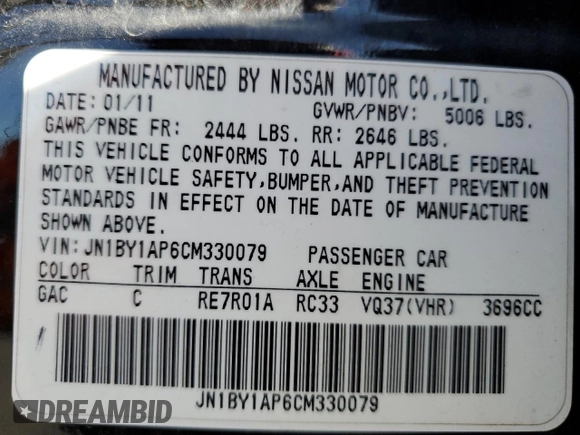 MANUFACTURED BY NISSAN MOTOR CO.,LTD.
DATE: 01/11 GVWR/PNBV: 5006 LBS.
GAWR/PNBE FR: 2444 LBS. RR: 2646 LBS.
THIS VEHICLE CONFORMS TO ALL APPLICABLE FEDERAL
MOTOR VEHICLE SAFETY,BUMPER,AND THEFT PREVENTION
STANDARDS IN EFFECT ON THE DATE OF MANUFACTURE
SHOWN ABOVE.
VIN: JN1BY1AP6CM330079 PASSENGER CAR
COLOR TRIM TRANS AXLE ENGINE
GAC C RE7R01A RC33 VQ37(VHR) 3696CC
JN1BY1AP6CM330079
DREAMBID